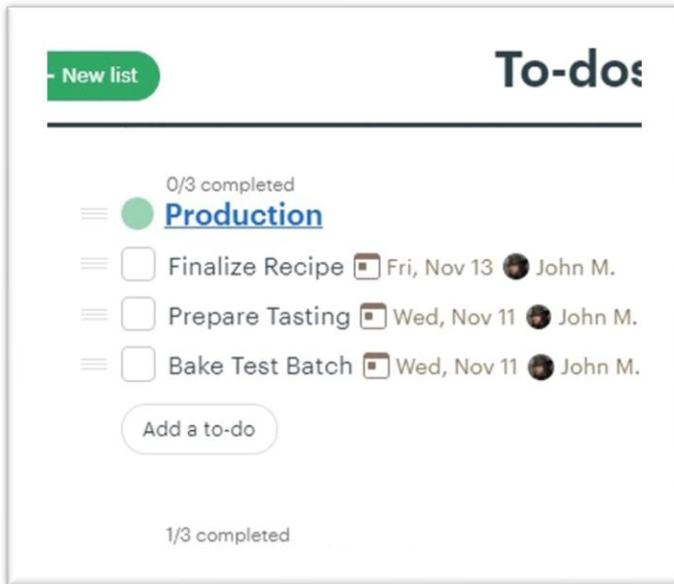 New list
To-dos
0/3 completed
Production
Finalize Recipe Fri, Nov 13 John M.
Prepare Tasting Wed, Nov 11 John M.
Bake Test Batch Wed, Nov 11 John M.
Add a to-do
1/3 completed